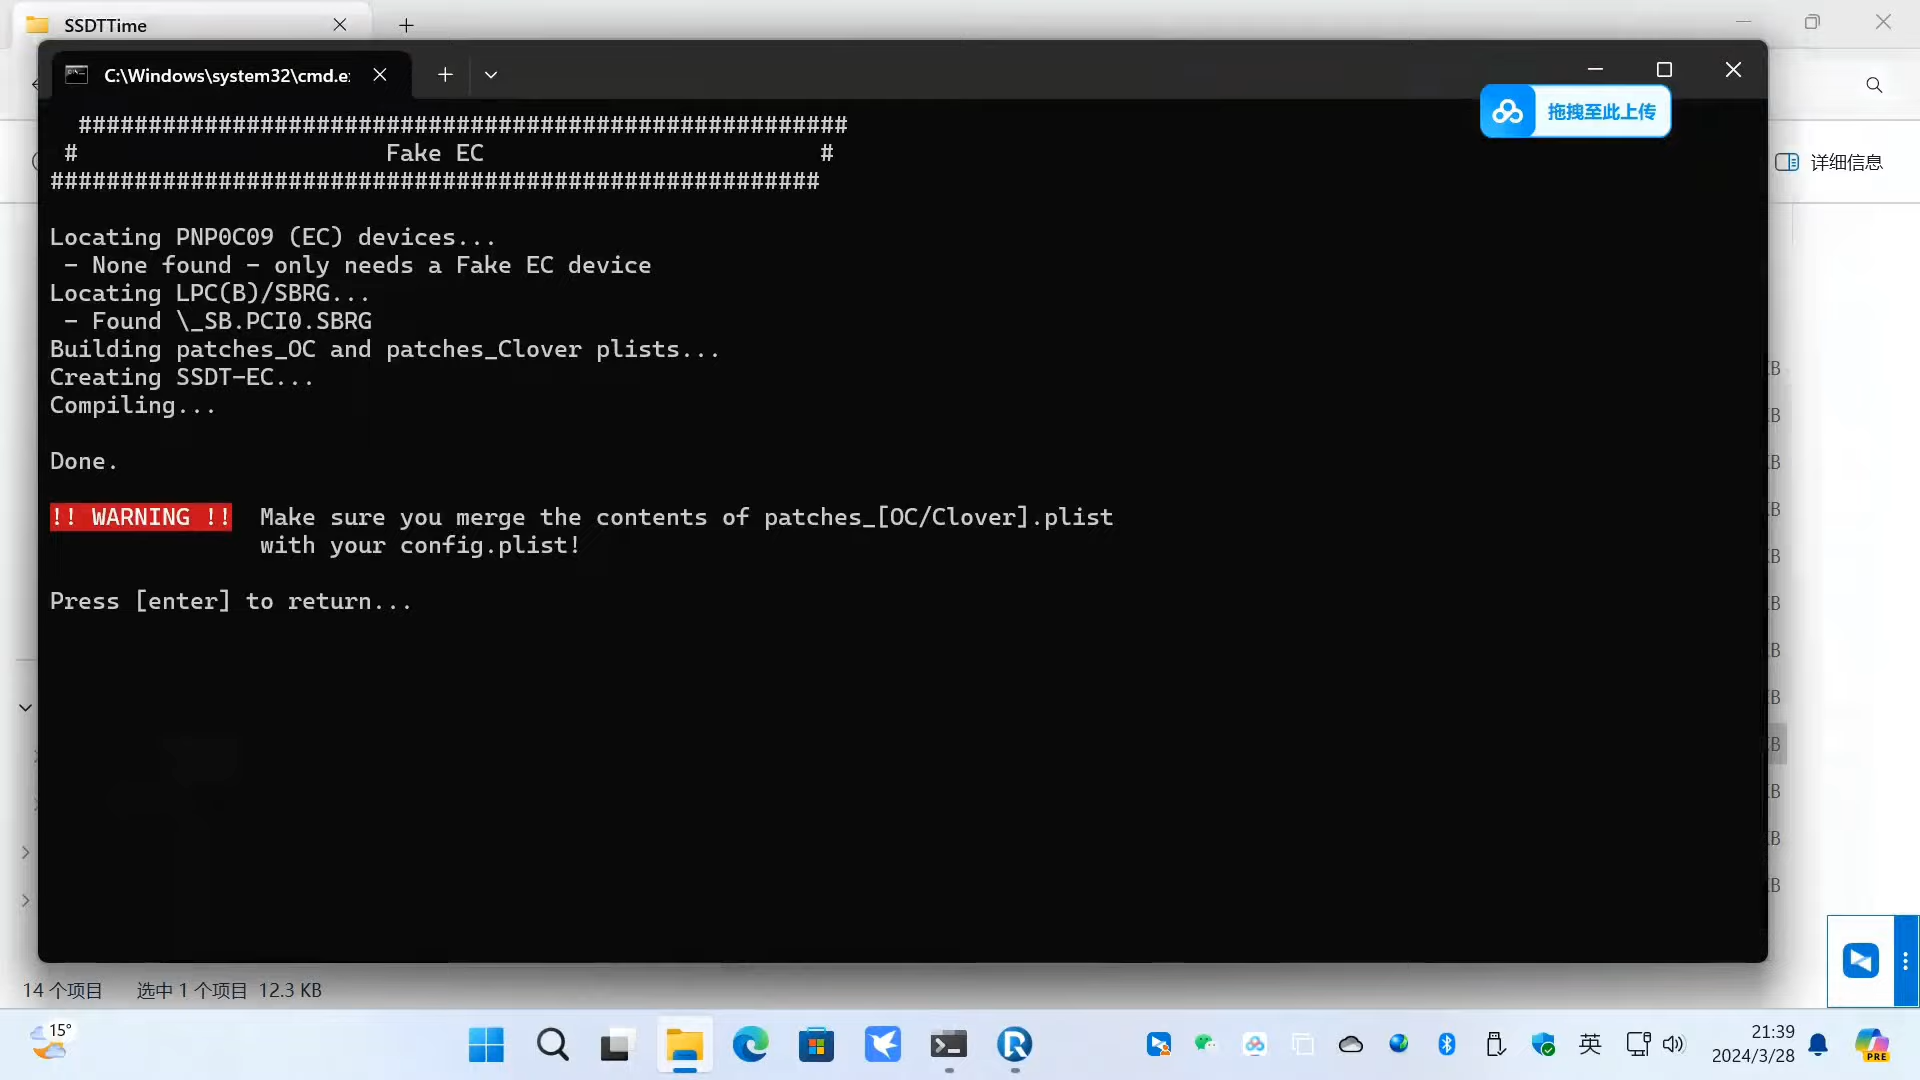 SSDTTime
C:\Windows\system32\cmd.e:
拖拽至此上传
详细信息
#######################################################
# Fake EC #
#######################################################
Locating PNP0C09 (EC) devices...
- None found - only needs a Fake EC device
Locating LPC(B)/SBRG...
- Found \_SB.PCI0.SBRG
Building patches_OC and patches_Clover plists...
Creating SSDT-EC...
Compiling...
Done.
!! WARNING !! Make sure you merge the contents of patches_[OC/Clover].plist
with your config.plist!
Press [enter] to return...
14 个项目 选中 1 个项目 12.3 KB
15°
英
21:39
2024/3/28
PRE